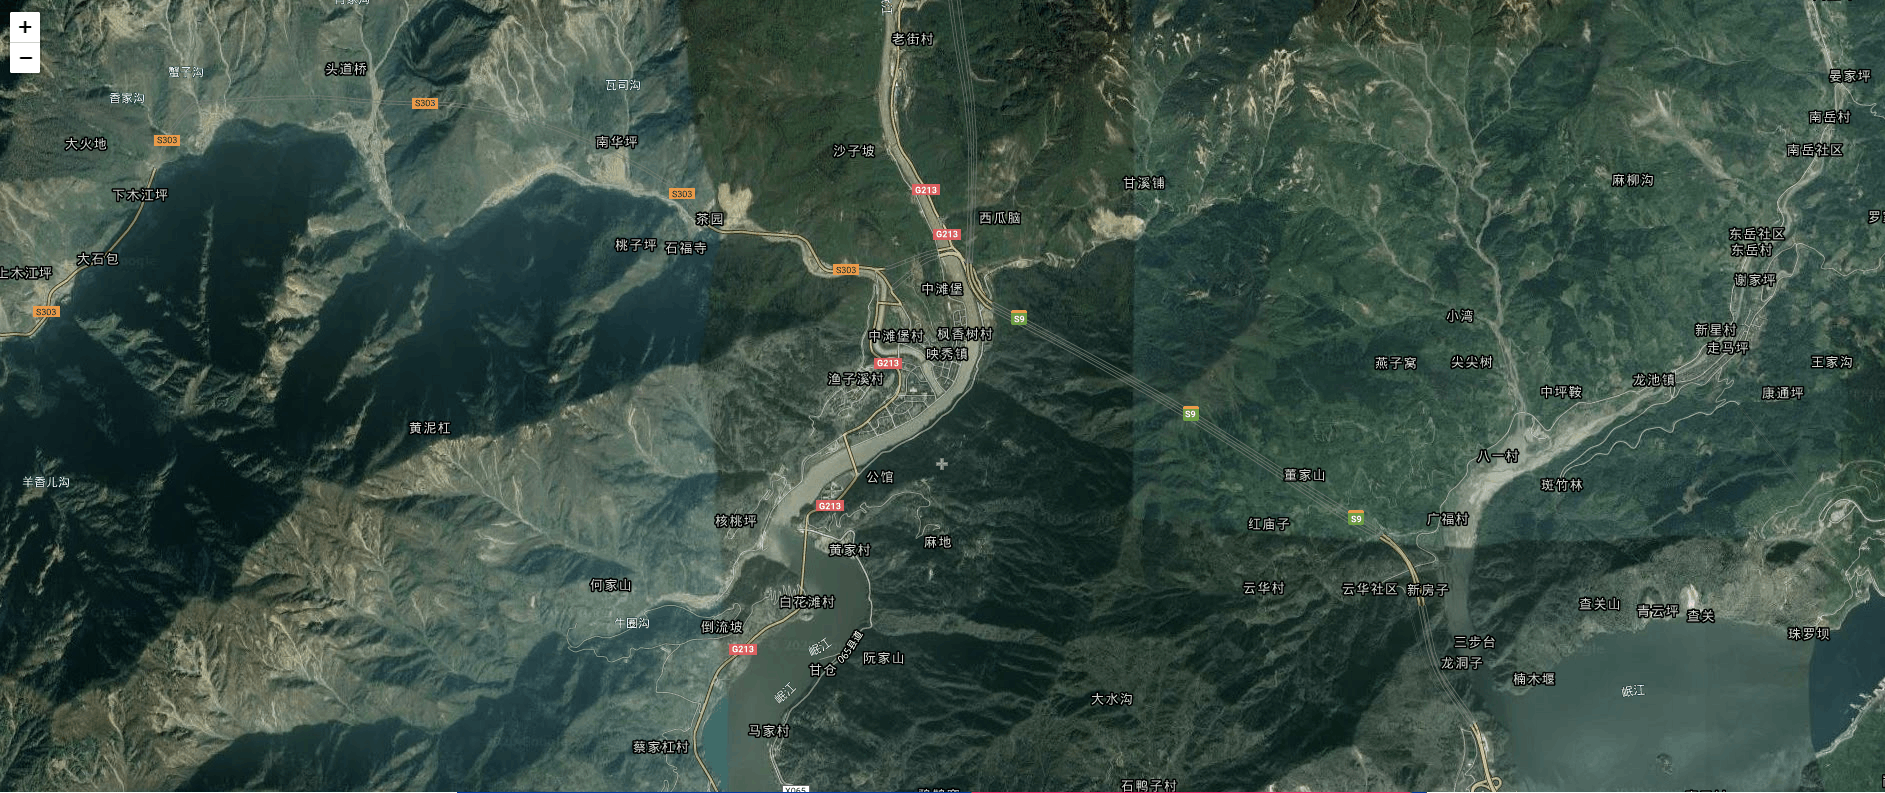 +
−
老街村
蟹子沟
头道桥
瓦司沟
晏家坪
香家沟
S303
南岳村
大火地
S303
南华坪
沙子坡
南岳社区
下木江坪
S303
G213
甘溪铺
麻柳沟
茶园
西瓜脑
桃子坪
石福寺
G213
东岳社区
东岳村
大石包
上木江坪
S303
谢家坪
中滩堡
S303
S9
小湾
中滩堡村
枫香树村
新星村
映秀镇
走马坪
G213
燕子窝
尖尖树
王家沟
渔子溪村
龙池镇
中坪鞍
康通坪
S9
黄泥杠
八一村
羊香儿沟
公馆
董家山
斑竹林
G213
核桃坪
红庙子
S9
广福村
黄家村
麻地
何家山
云华村
云华社区
新房子
白花滩村
查关山
青云坪
查关
牛圈沟
倒流坡
珠罗坝
岷江
065县道
三步台
G213
阮家山
龙洞子
甘仓
楠木堰
岷江
岷江
大水沟
马家村
蔡家杠村
石鸭子村
X065